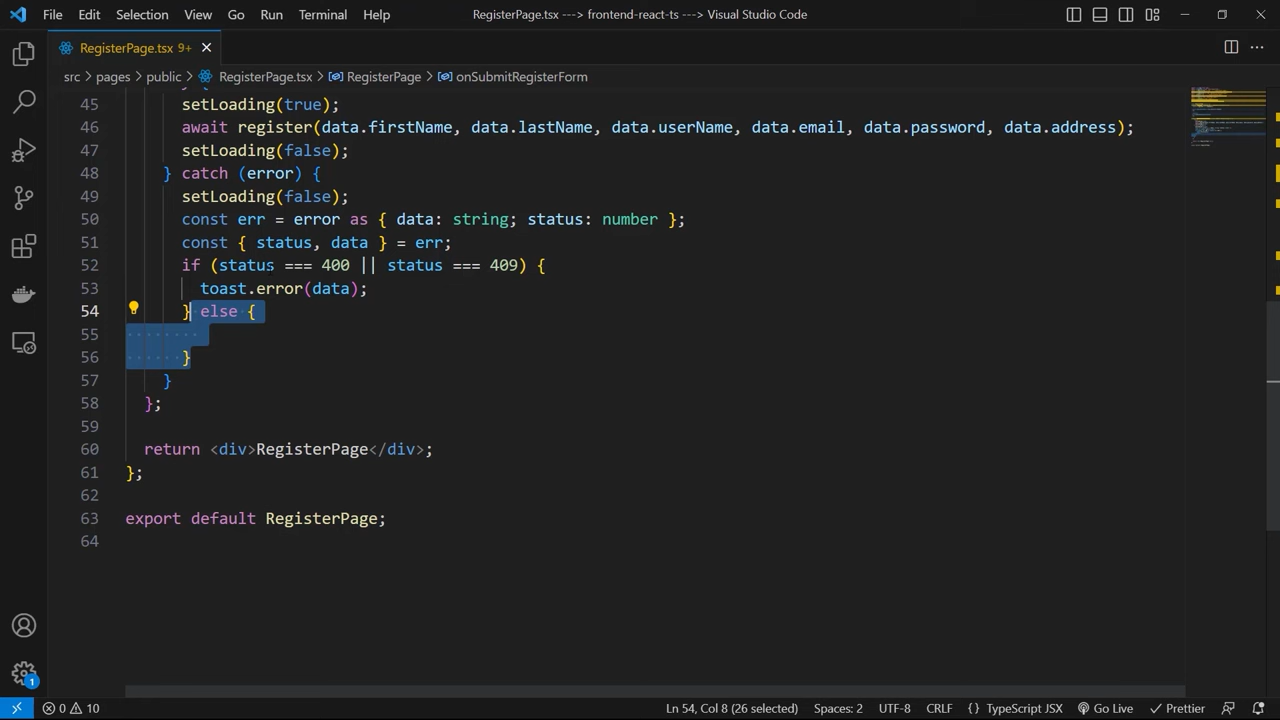 File Edit Selection View Go Run Terminal Help RegisterPage.tsx ---> frontend-react-ts ---> Visual Studio Code
RegisterPage.tsx 9+
src > pages > public > RegisterPage.tsx > RegisterPage > onSubmitRegisterForm
45 setLoading(true);
46 await register(data.firstName, data.lastName, data.userName, data.email, data.password, data.address);
47 setLoading(false);
48 } catch (error) {
49 setLoading(false);
50 const err = error as { data: string; status: number };
51 const { status, data } = err;
52 if (status === 400 || status === 409) {
53 toast.error(data);
54 } else {
55
56 }
57 }
58 };
59
60 return <div>RegisterPage</div>;
61 };
62
63 export default RegisterPage;
64
1
0 10 Ln 54, Col 8 (26 selected) Spaces: 2 UTF-8 CRLF {} TypeScript JSX Go Live Prettier